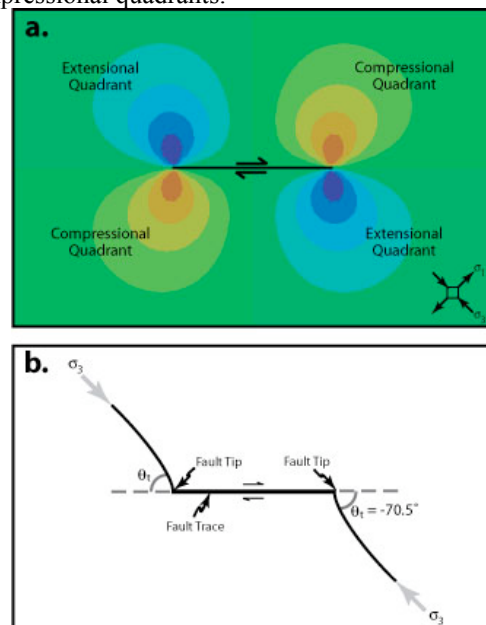 pressional quadrants.
a.
Extensional
Quadrant
Compressional
Quadrant
Compressional
Quadrant
Extensional
Quadrant
σ1
b.
σ3
θt
Fault Tip
Fault Tip
θt = -70.5°
Fault Trace
σ3